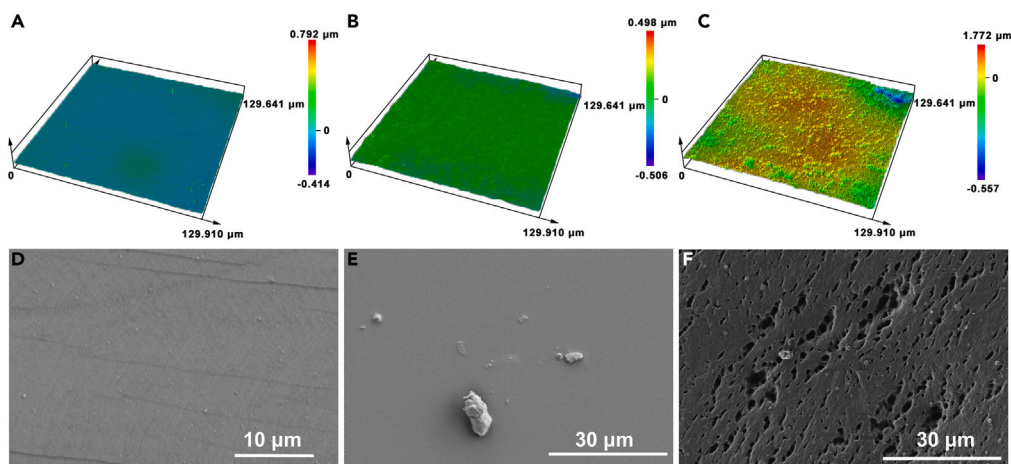 A
0.792 µm
129.641 µm
0
-0.414
0
129.910 µm
B
0.498 µm
129.641 µm
0
-0.506
0
129.910 µm
C
1.772 µm
0
129.641 µm
-0.557
0
129.910 µm
D
10 µm
E
30 µm
F
30 µm